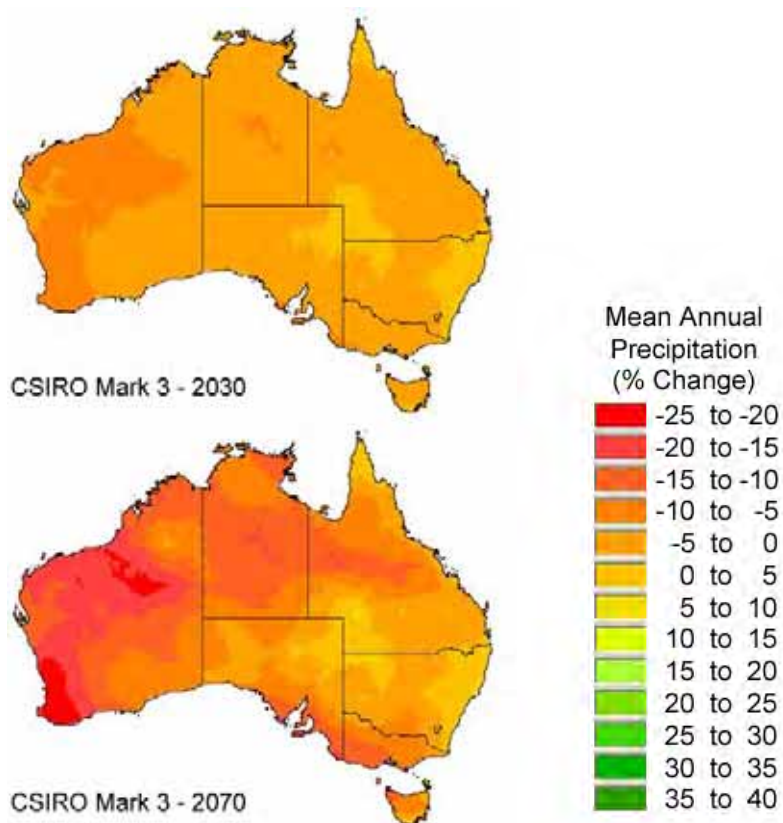 CSIRO Mark 3 - 2030
CSIRO Mark 3 - 2070
Mean Annual
Precipitation
(% Change)
-25 to -20
-20 to -15
-15 to -10
-10 to -5
-5 to 0
0 to 5
5 to 10
10 to 15
15 to 20
20 to 25
25 to 30
30 to 35
35 to 40